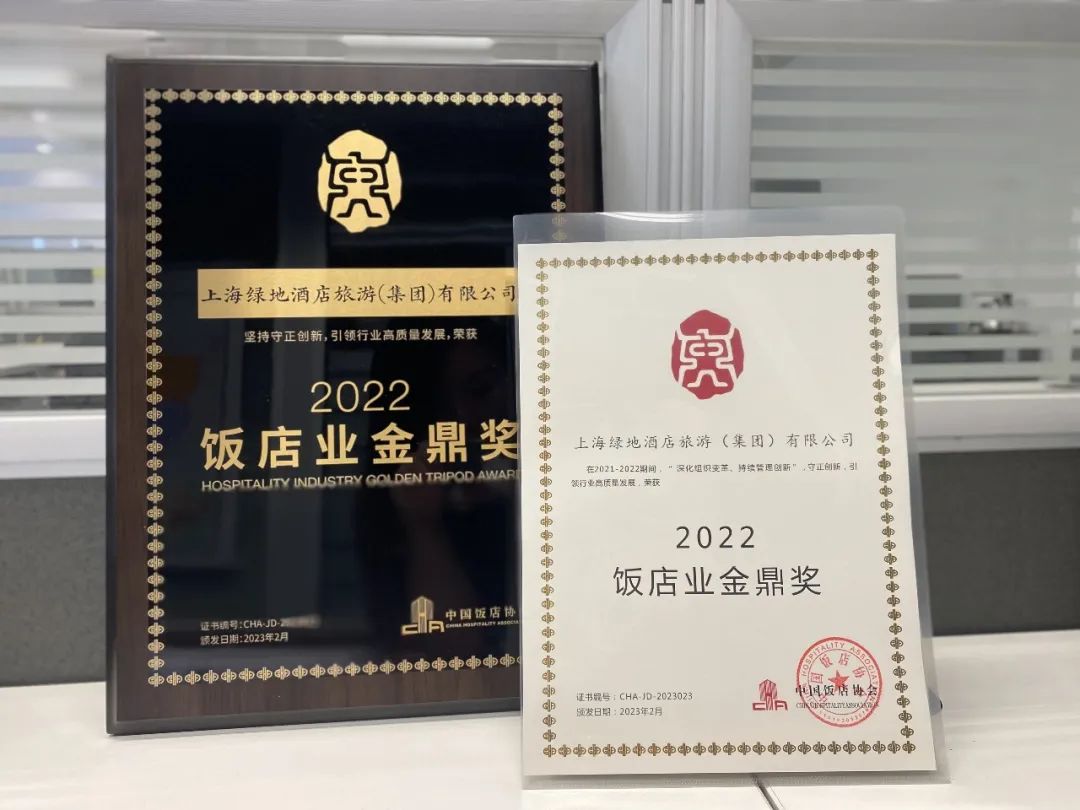 上海绿地酒店旅游(集团)有限公司
坚持守正创新,引领行业高质量发展,荣获
2022
饭店业金鼎奖
HOSPITALITY INDUSTRY GOLDEN TRIPOD AWARD
证书编号:CHA-JD-20
颁发日期:2023年2月
中国饭店协
CHINA HOSPITALITY ASSOCIA
上海绿地酒店旅游（集团）有限公司
在2021-2022期间，“深化组织变革、持续管理创新”,守正创新，引
领行业高质量发展，荣获
2022
饭店业金鼎奖
证书编号：CHA-JD-2023023
颁发日期：2023年2月
中国饭店协会
CHINA HOSPITALITY ASSOCIATION